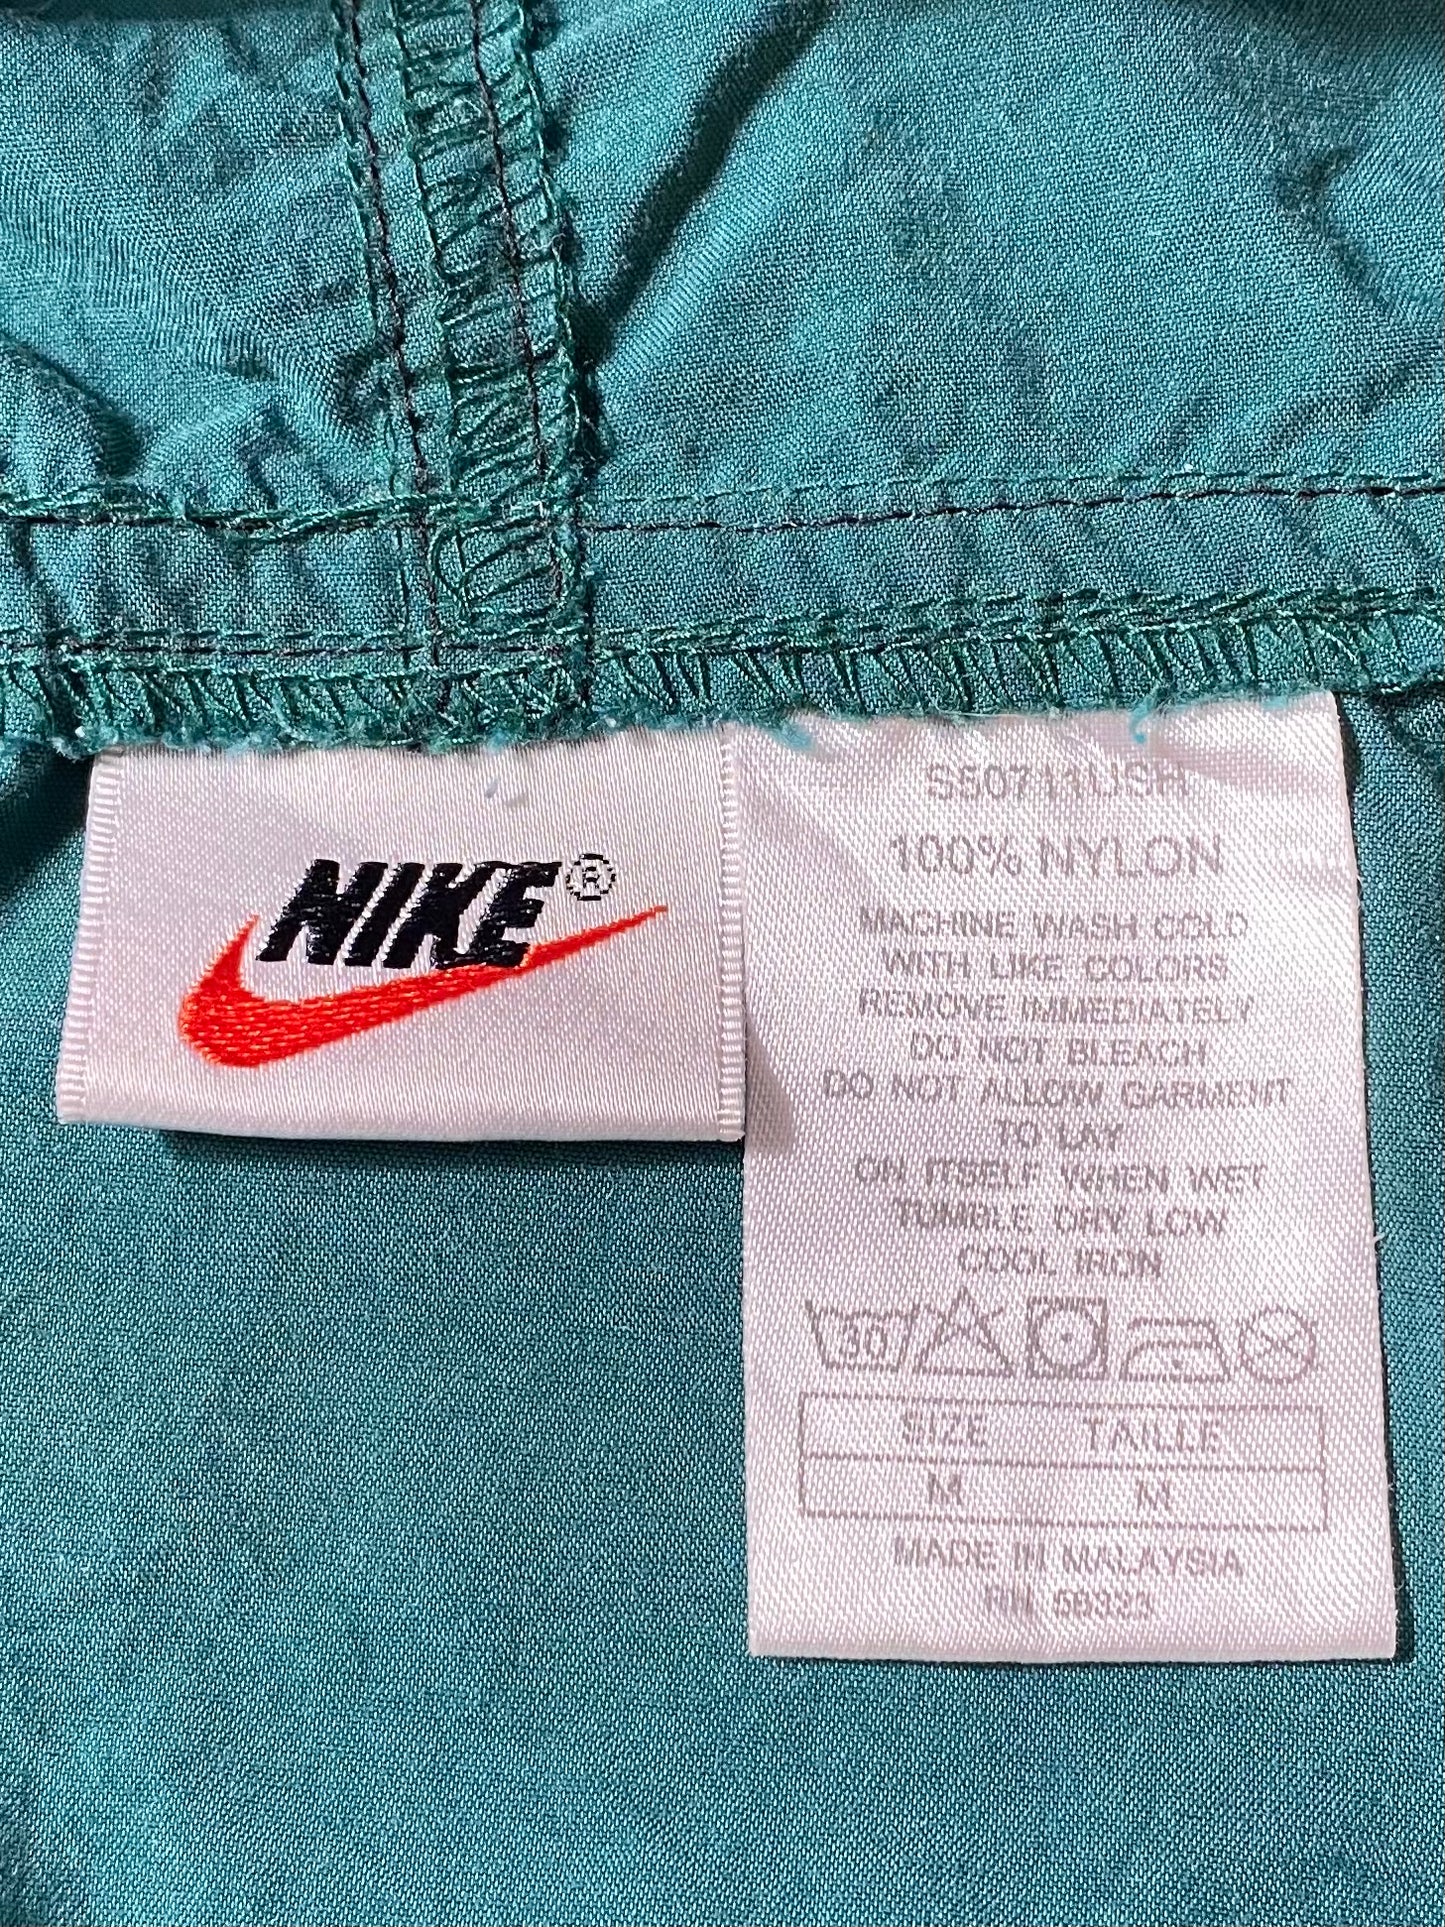 NIKE®
S50711USH
100% NYLON
MACHINE WASH COLD
WITH LIKE COLORS
REMOVE IMMEDIATELY
DO NOT BLEACH
DO NOT ALLOW GARMENT
TO LAY
ON ITSELF WHEN WET
TUMBLE DRY LOW
COOL IRON
30
SIZE TAILLE
M M
MADE IN MALAYSIA
RN 56323